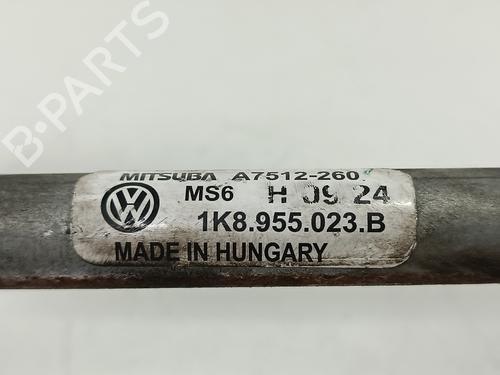 B-PARTS
MITSUBA A7512-260
MS6 H 09 24
1K8.955.023.B
MADE IN HUNGARY